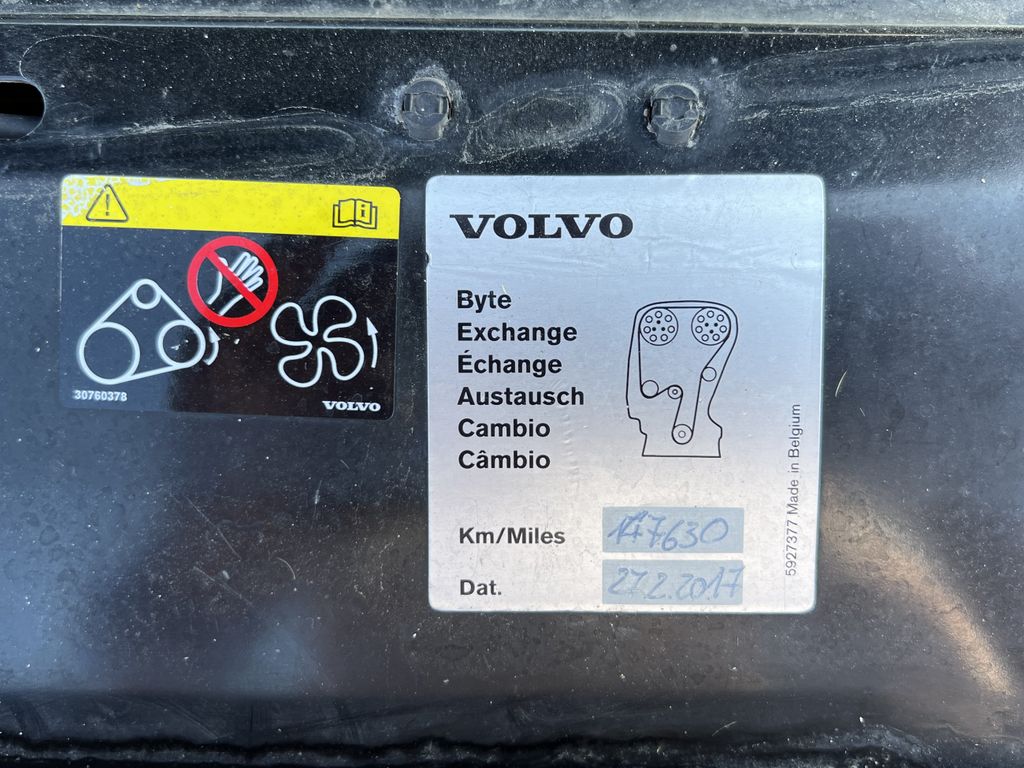 30760378
VOLVO
VOLVO
Byte
Exchange
Échange
Austausch
Cambio
Câmbio
Km/Miles 147630
Dat. 27.2.2017
5927377 Made in Belgium